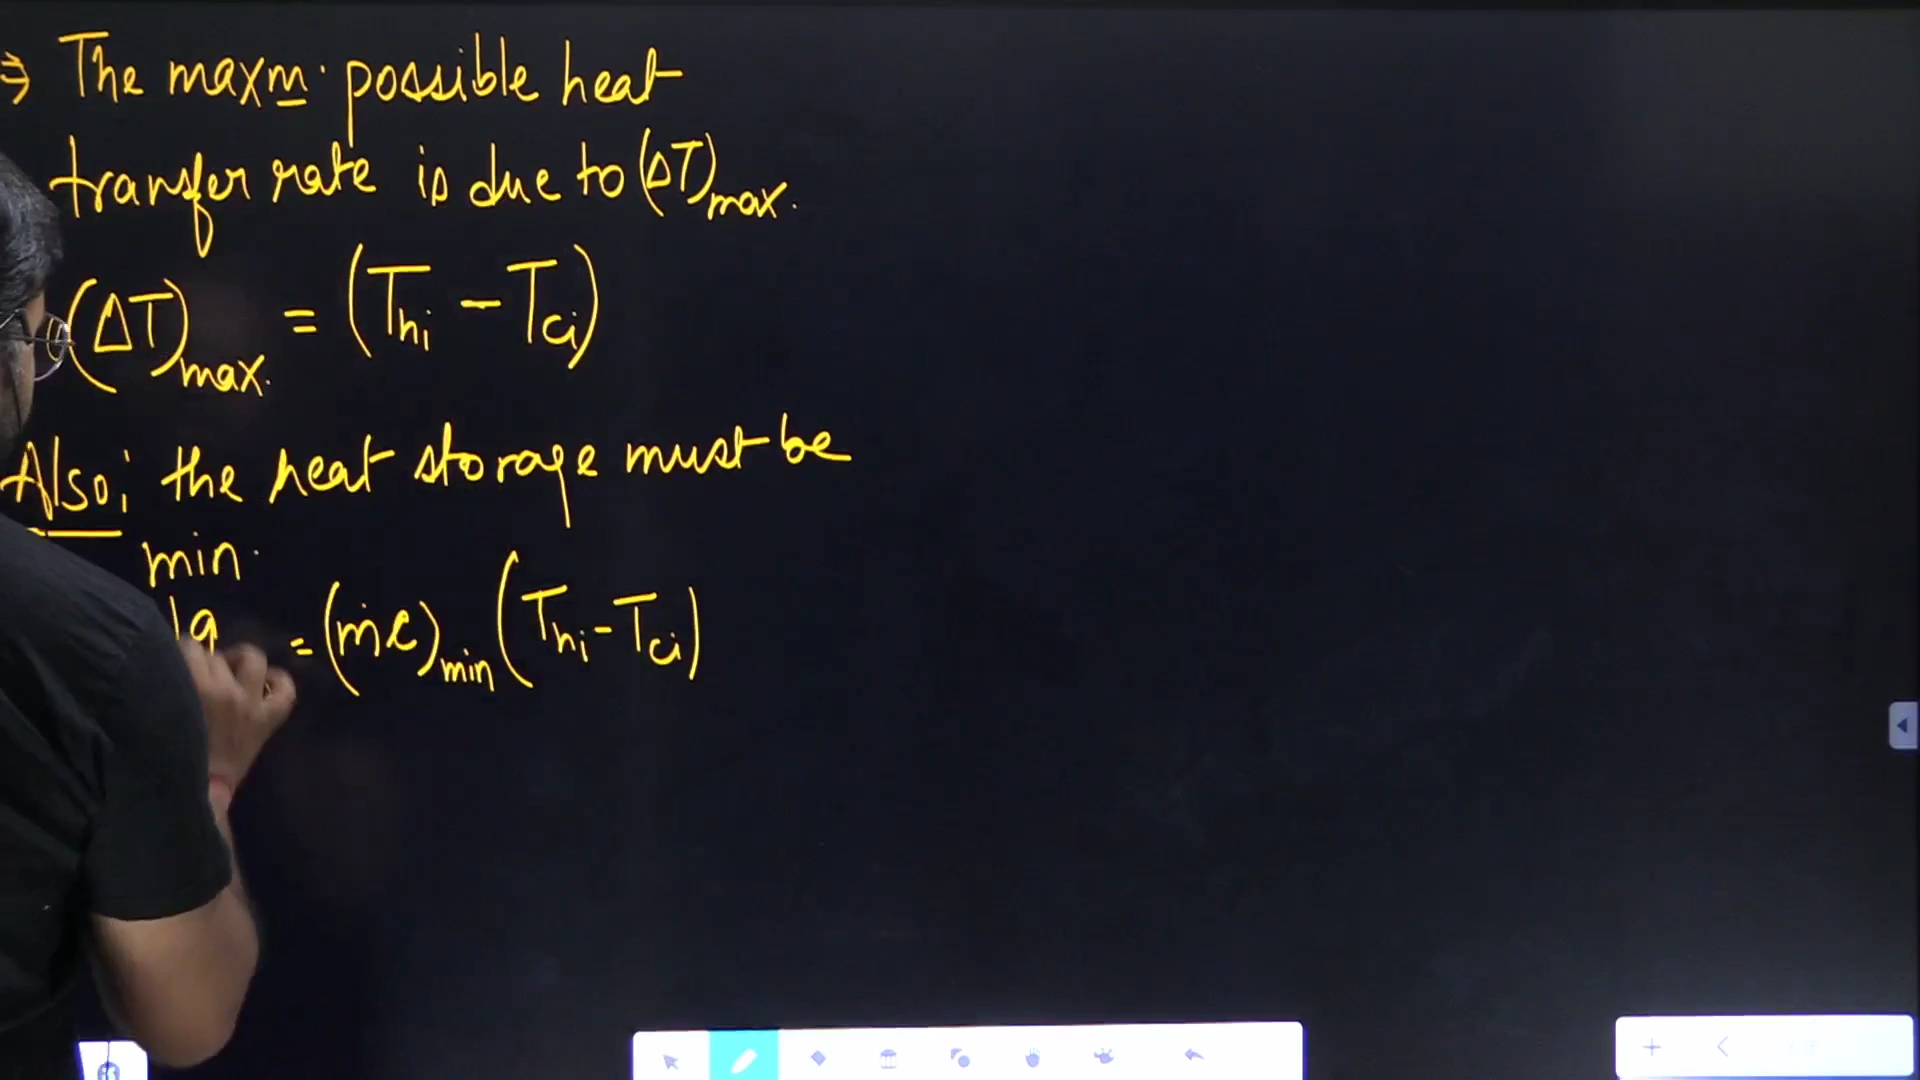 ⇒ The maxm. possible heat
transfer rate is due to (ΔT)max.
(ΔT)max. = (Thi - Tci)
Also; the heat storage must be
min.
q = (ṁc)min (Thi - Tci)